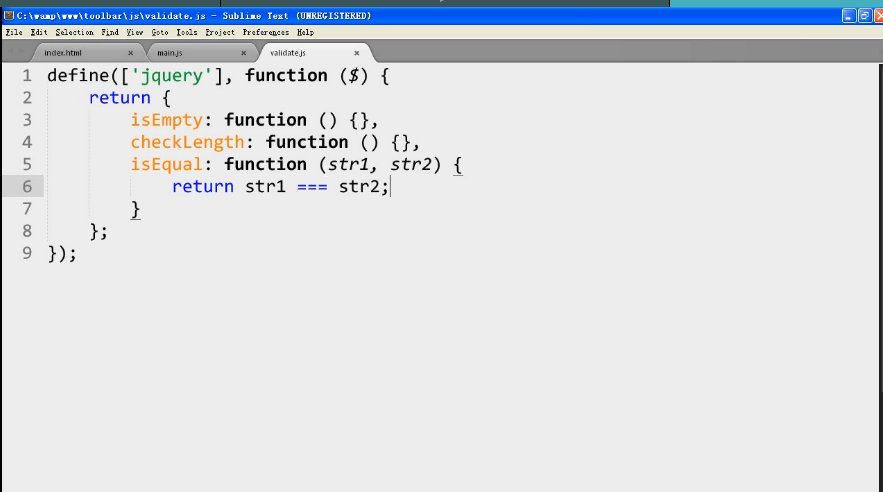 C:\wamp\www\toolbar\js\validate.js - Sublime Text (UNREGISTERED)
File Edit Selection Find View Goto Tools Project Preferences Help
index.html × main.js × validate.js ×
1 define(['jquery'], function ($) {
2 return {
3 isEmpty: function () {},
4 checkLength: function () {},
5 isEqual: function (str1, str2) {
6 return str1 === str2;
7 }
8 };
9 });